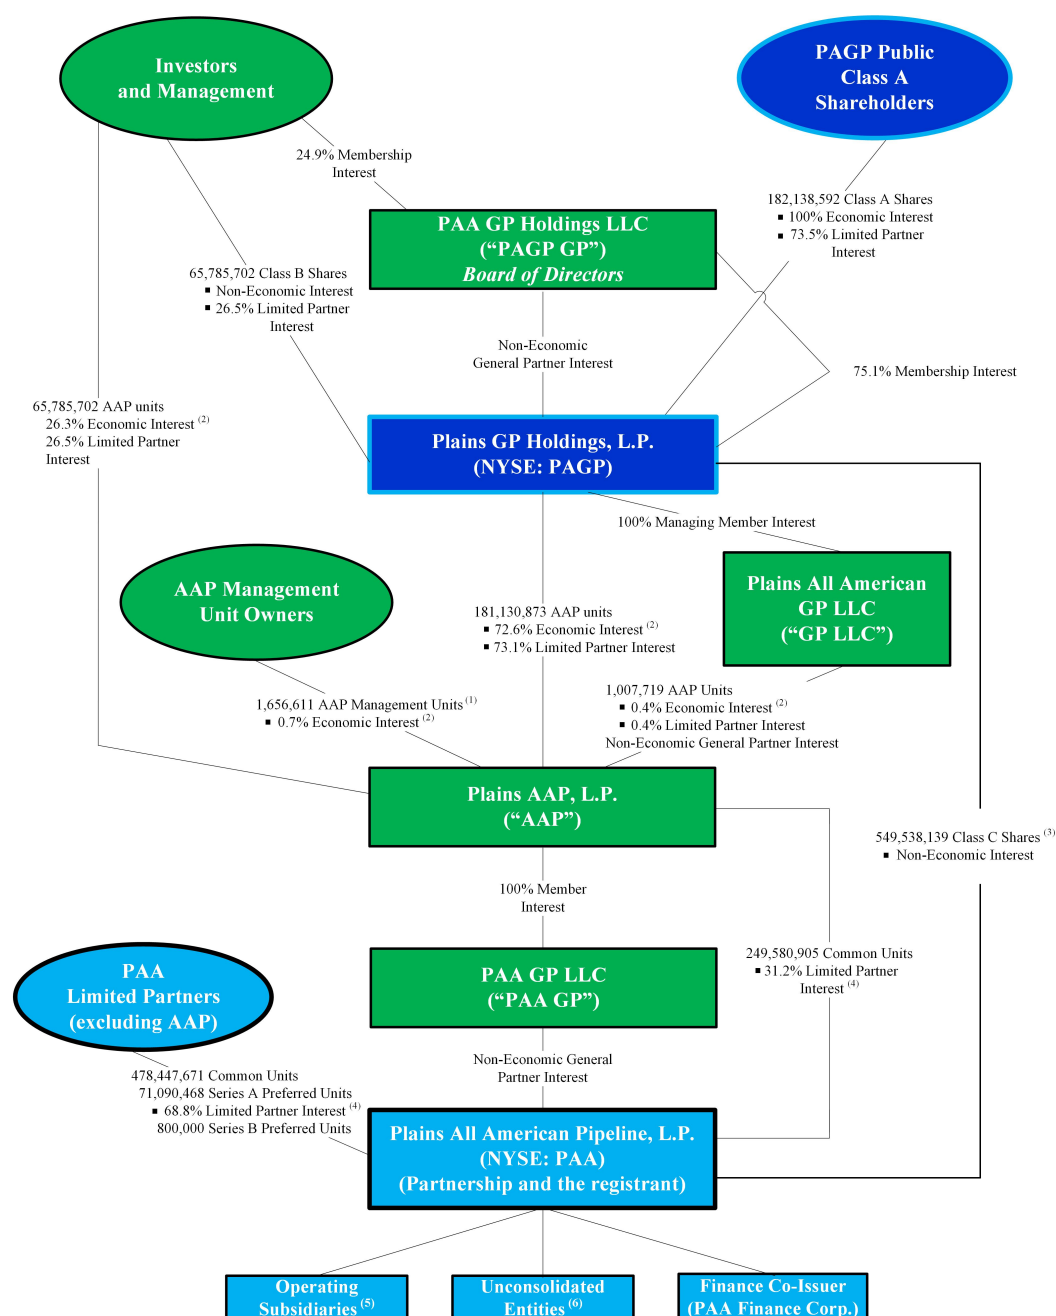 Investors
and Management
PAGP Public
Class A
Shareholders
24.9% Membership
Interest
182,138,592 Class A Shares
▪ 100% Economic Interest
▪ 73.5% Limited Partner
Interest
PAA GP Holdings LLC
(“PAGP GP”)
Board of Directors
65,785,702 Class B Shares
▪ Non-Economic Interest
▪ 26.5% Limited Partner
Interest
Non-Economic
General Partner Interest
75.1% Membership Interest
65,785,702 AAP units
26.3% Economic Interest (2)
26.5% Limited Partner
Interest
Plains GP Holdings, L.P.
(NYSE: PAGP)
100% Managing Member Interest
AAP Management
Unit Owners
Plains All American
GP LLC
(“GP LLC”)
181,130,873 AAP units
▪ 72.6% Economic Interest (2)
▪ 73.1% Limited Partner Interest
1,656,611 AAP Management Units (1)
▪ 0.7% Economic Interest (2)
1,007,719 AAP Units
▪ 0.4% Economic Interest (2)
▪ 0.4% Limited Partner Interest
Non-Economic General Partner Interest
Plains AAP, L.P.
(“AAP”)
549,538,139 Class C Shares (3)
▪ Non-Economic Interest
100% Member
Interest
249,580,905 Common Units
▪ 31.2% Limited Partner
Interest (4)
PAA
Limited Partners
(excluding AAP)
PAA GP LLC
(“PAA GP”)
Non-Economic General
Partner Interest
478,447,671 Common Units
71,090,468 Series A Preferred Units
▪ 68.8% Limited Partner Interest (4)
800,000 Series B Preferred Units
Plains All American Pipeline, L.P.
(NYSE: PAA)
(Partnership and the registrant)
Operating
Subsidiaries (5)
Unconsolidated
Entities (6)
Finance Co-Issuer
(PAA Finance Corp.)